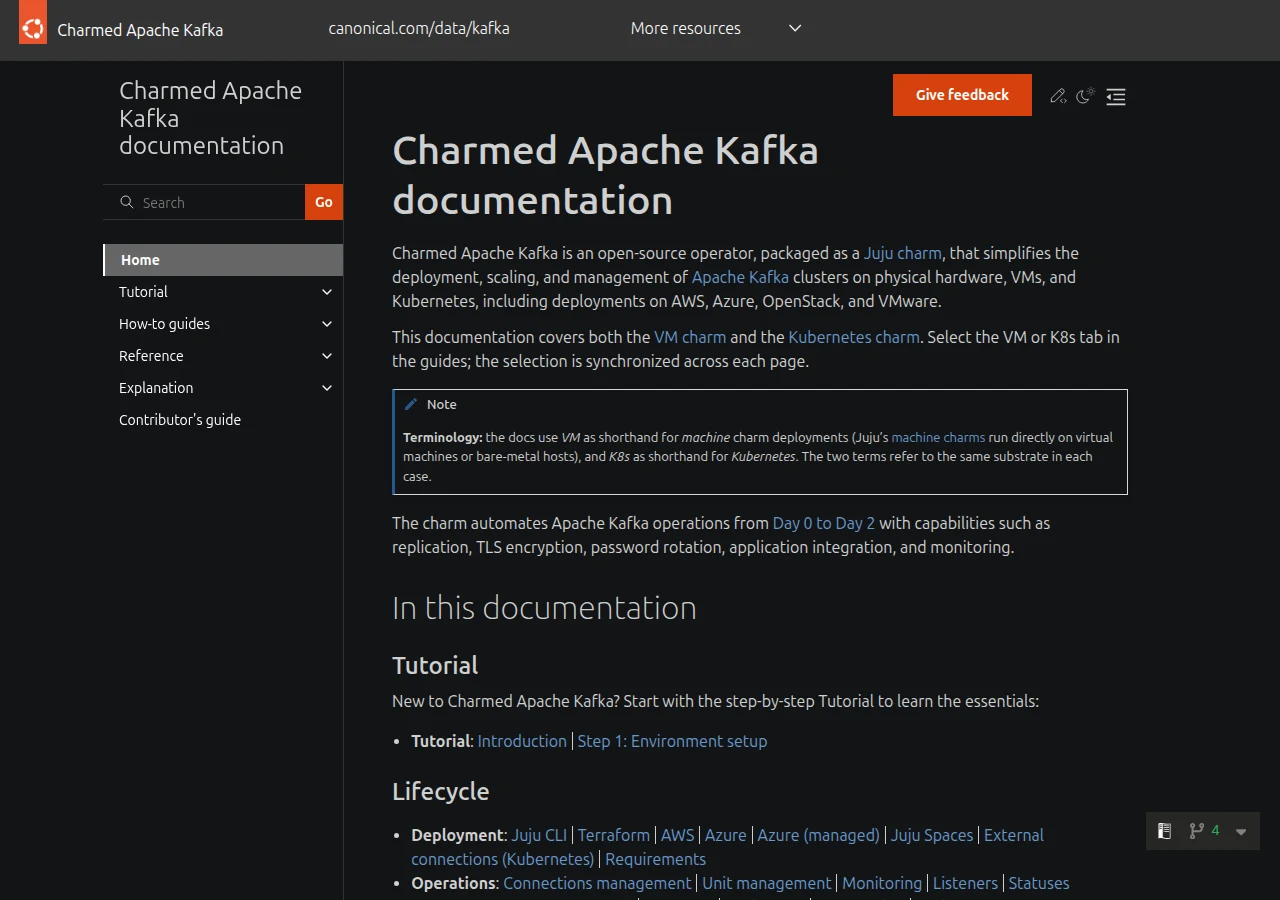 Charmed Apache Kafka
canonical.com/data/kafka
More resources
Charmed Apache
Kafka
documentation
Search
Go
Home
Tutorial
How-to guides
Reference
Explanation
Contributor's guide
Give feedback
Charmed Apache Kafka
documentation
Charmed Apache Kafka is an open-source operator, packaged as a Juju charm, that simplifies the
deployment, scaling, and management of Apache Kafka clusters on physical hardware, VMs, and
Kubernetes, including deployments on AWS, Azure, OpenStack, and VMware.
This documentation covers both the VM charm and the Kubernetes charm. Select the VM or K8s tab in
the guides; the selection is synchronized across each page.
Note
Terminology: the docs use VM as shorthand for machine charm deployments (Juju’s machine charms run directly on virtual
machines or bare-metal hosts), and K8s as shorthand for Kubernetes. The two terms refer to the same substrate in each
case.
The charm automates Apache Kafka operations from Day 0 to Day 2 with capabilities such as
replication, TLS encryption, password rotation, application integration, and monitoring.
In this documentation
Tutorial
New to Charmed Apache Kafka? Start with the step-by-step Tutorial to learn the essentials:
• Tutorial: Introduction | Step 1: Environment setup
Lifecycle
• Deployment: Juju CLI | Terraform | AWS | Azure | Azure (managed) | Juju Spaces | External
connections (Kubernetes) | Requirements
• Operations: Connections management | Unit management | Monitoring | Listeners | Statuses
4